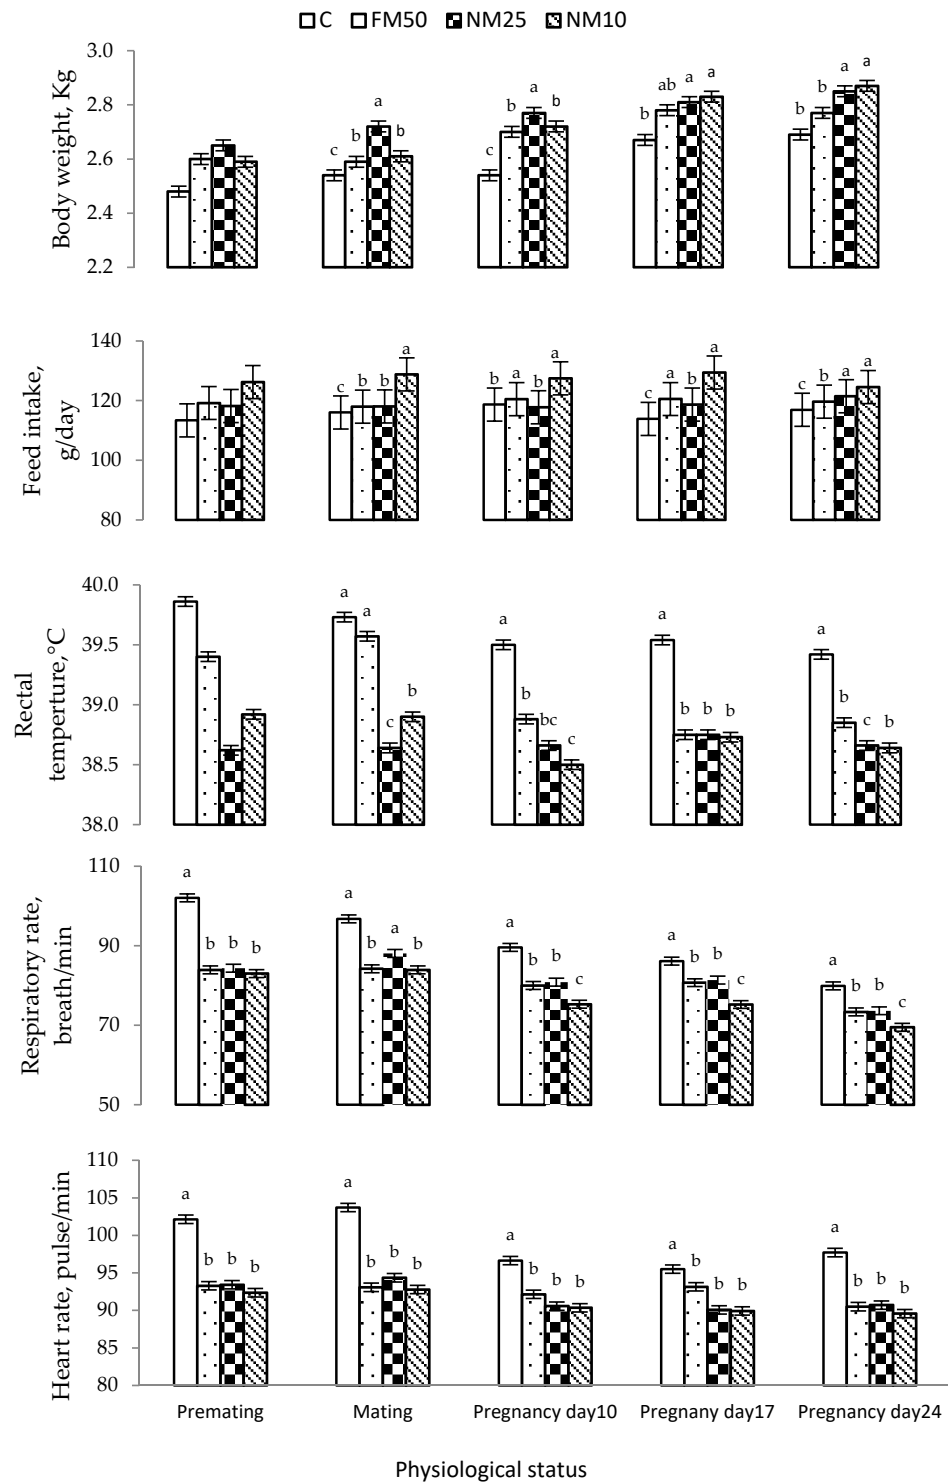 C FM50 NM25 NM10
Body weight, Kg
3.0
2.8
2.6
2.4
2.2
c b a b
c b a b
b ab a a
b b a a
Feed intake,
g/day
140
120
100
80
c b b a
b a b a
c a b a
c b a a
Rectal
temperture,°C
40.0
39.5
39.0
38.5
38.0
a a c b
a b bc c
a b b b
a b c b
Respiratory rate,
breath/min
110
90
70
50
a b b b
a b a b
a b b c
a b b c
a b b c
Heart rate, pulse/min
110
105
100
95
90
85
80
a b b b
a b b b
a b b b
a b b b
a b b b
Premating Mating Pregnancy day10 Pregnany day17 Pregnancy day24
Physiological status